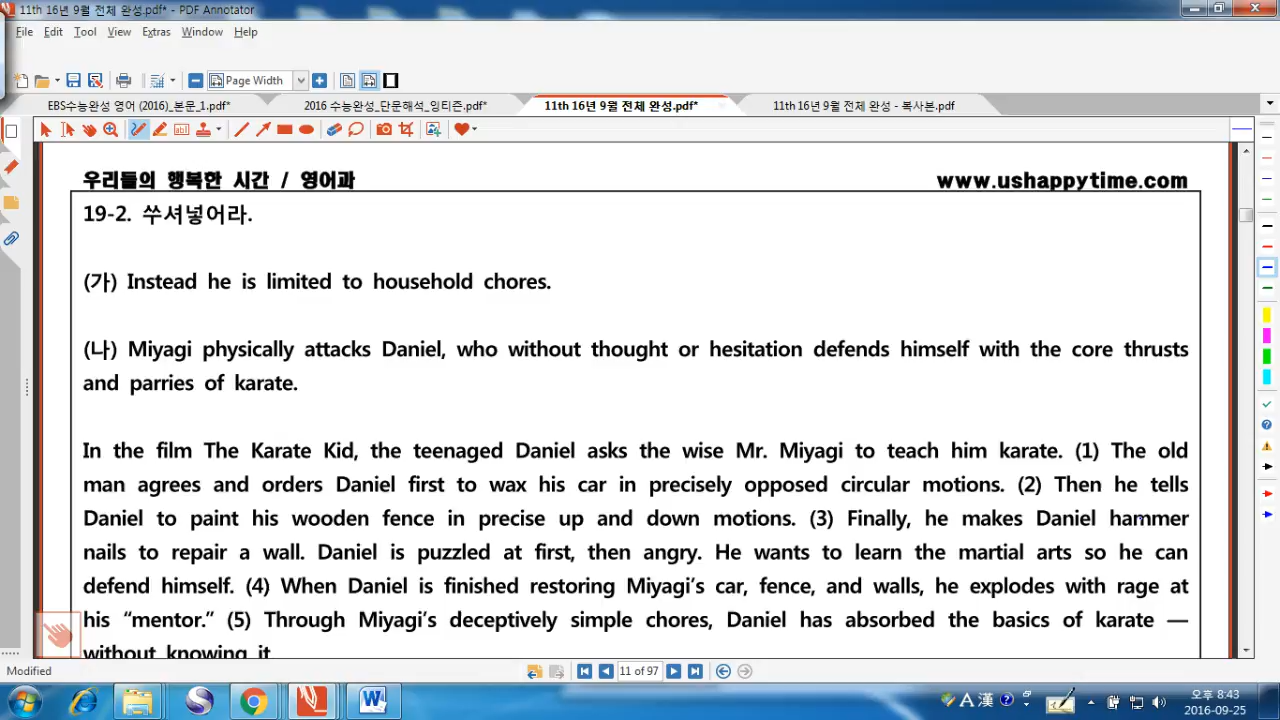 11th 16년 9월 전체 완성.pdf* - PDF Annotator
File Edit Tool View Extras Window Help
Page Width
EBS수능완성 영어 (2016)_본문_1.pdf* 2016 수능완성_단문해석_잉티즌.pdf* 11th 16년 9월 전체 완성.pdf* 11th 16년 9월 전체 완성 - 복사본.pdf
우리들의 행복한 시간 / 영어과 www.ushappytime.com
19-2. 쑤셔넣어라.
(가) Instead he is limited to household chores.
(나) Miyagi physically attacks Daniel, who without thought or hesitation defends himself with the core thrusts
and parries of karate.
In the film The Karate Kid, the teenaged Daniel asks the wise Mr. Miyagi to teach him karate. (1) The old
man agrees and orders Daniel first to wax his car in precisely opposed circular motions. (2) Then he tells
Daniel to paint his wooden fence in precise up and down motions. (3) Finally, he makes Daniel hammer
nails to repair a wall. Daniel is puzzled at first, then angry. He wants to learn the martial arts so he can
defend himself. (4) When Daniel is finished restoring Miyagi's car, fence, and walls, he explodes with rage at
his “mentor.” (5) Through Miyagi's deceptively simple chores, Daniel has absorbed the basics of karate —
without knowing it
Modified 11 of 97
A 漢 오후 8:43
2016-09-25